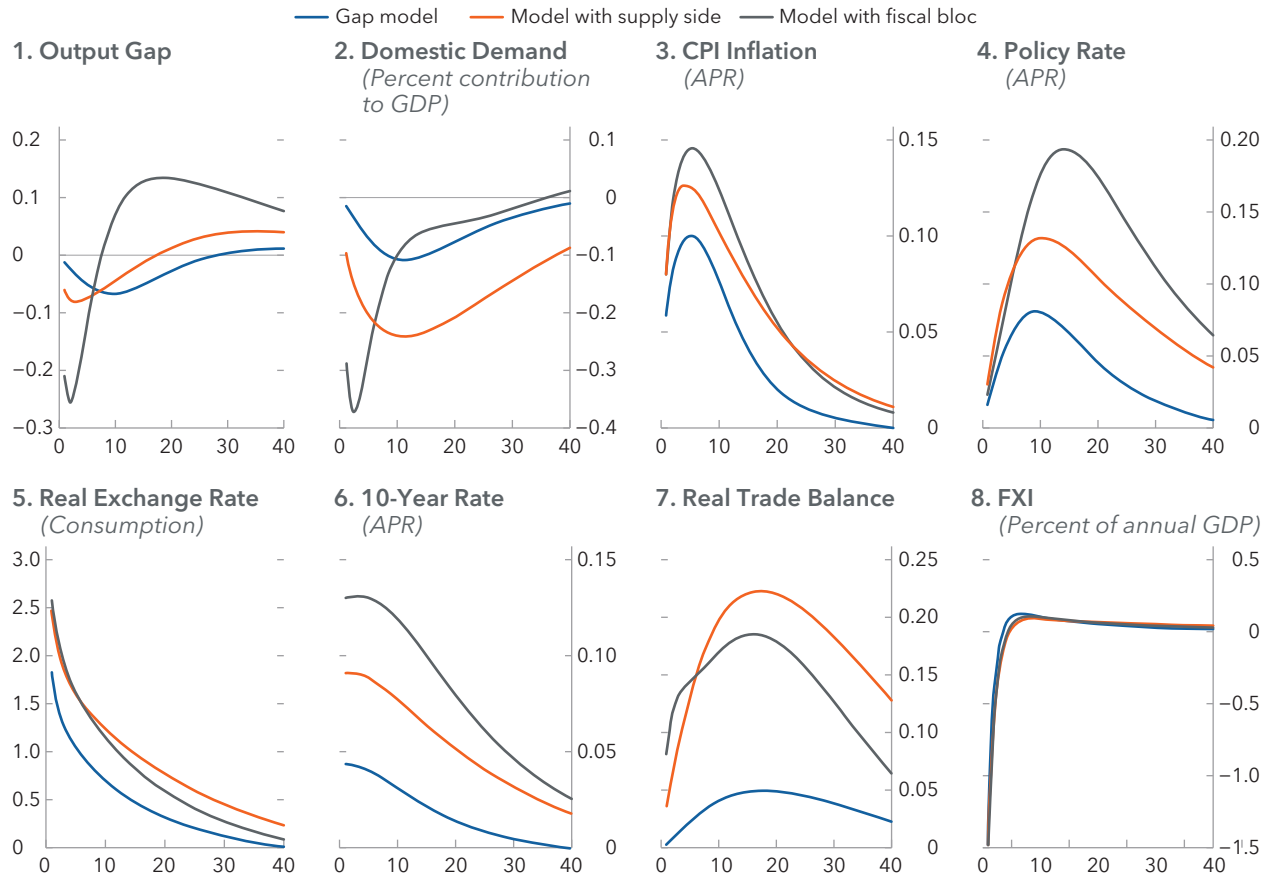 Gap model Model with supply side Model with fiscal bloc
1. Output Gap
0.2
0.1
0
−0.1
−0.2
−0.3
0 10 20 30 40
2. Domestic Demand
(Percent contribution
to GDP)
0.1
0
−0.1
−0.2
−0.3
−0.4
0 10 20 30 40
3. CPI Inflation
(APR)
0.15
0.10
0.05
0
0 10 20 30 40
4. Policy Rate
(APR)
0.20
0.15
0.10
0.05
0
0 10 20 30 40
5. Real Exchange Rate
(Consumption)
3.0
2.5
2.0
1.5
1.0
0.5
0
0 10 20 30 40
6. 10-Year Rate
(APR)
0.15
0.10
0.05
0
0 10 20 30 40
7. Real Trade Balance
0.25
0.20
0.15
0.10
0.05
0
0 10 20 30 40
8. FXI
(Percent of annual GDP)
0.5
0
−0.5
−1.0
−1.5
0 10 20 30 40